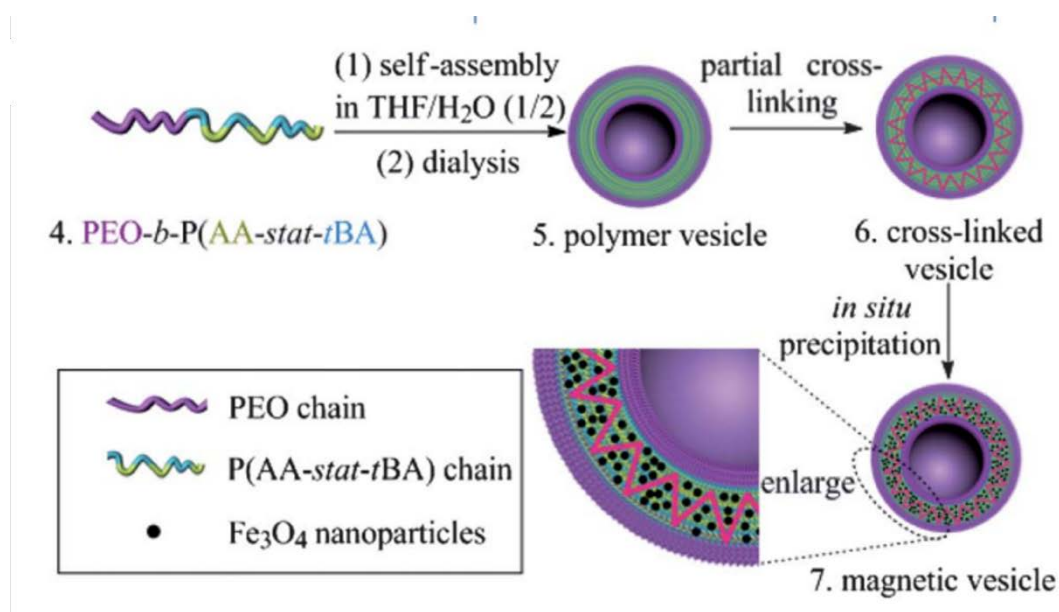 (1) self-assembly
in THF/H₂O (1/2)
(2) dialysis
partial cross-
linking
4. PEO-b-P(AA-stat-tBA)
5. polymer vesicle
6. cross-linked
vesicle
in situ
precipitation
PEO chain
P(AA-stat-tBA) chain
Fe₃O₄ nanoparticles
enlarge
7. magnetic vesicle